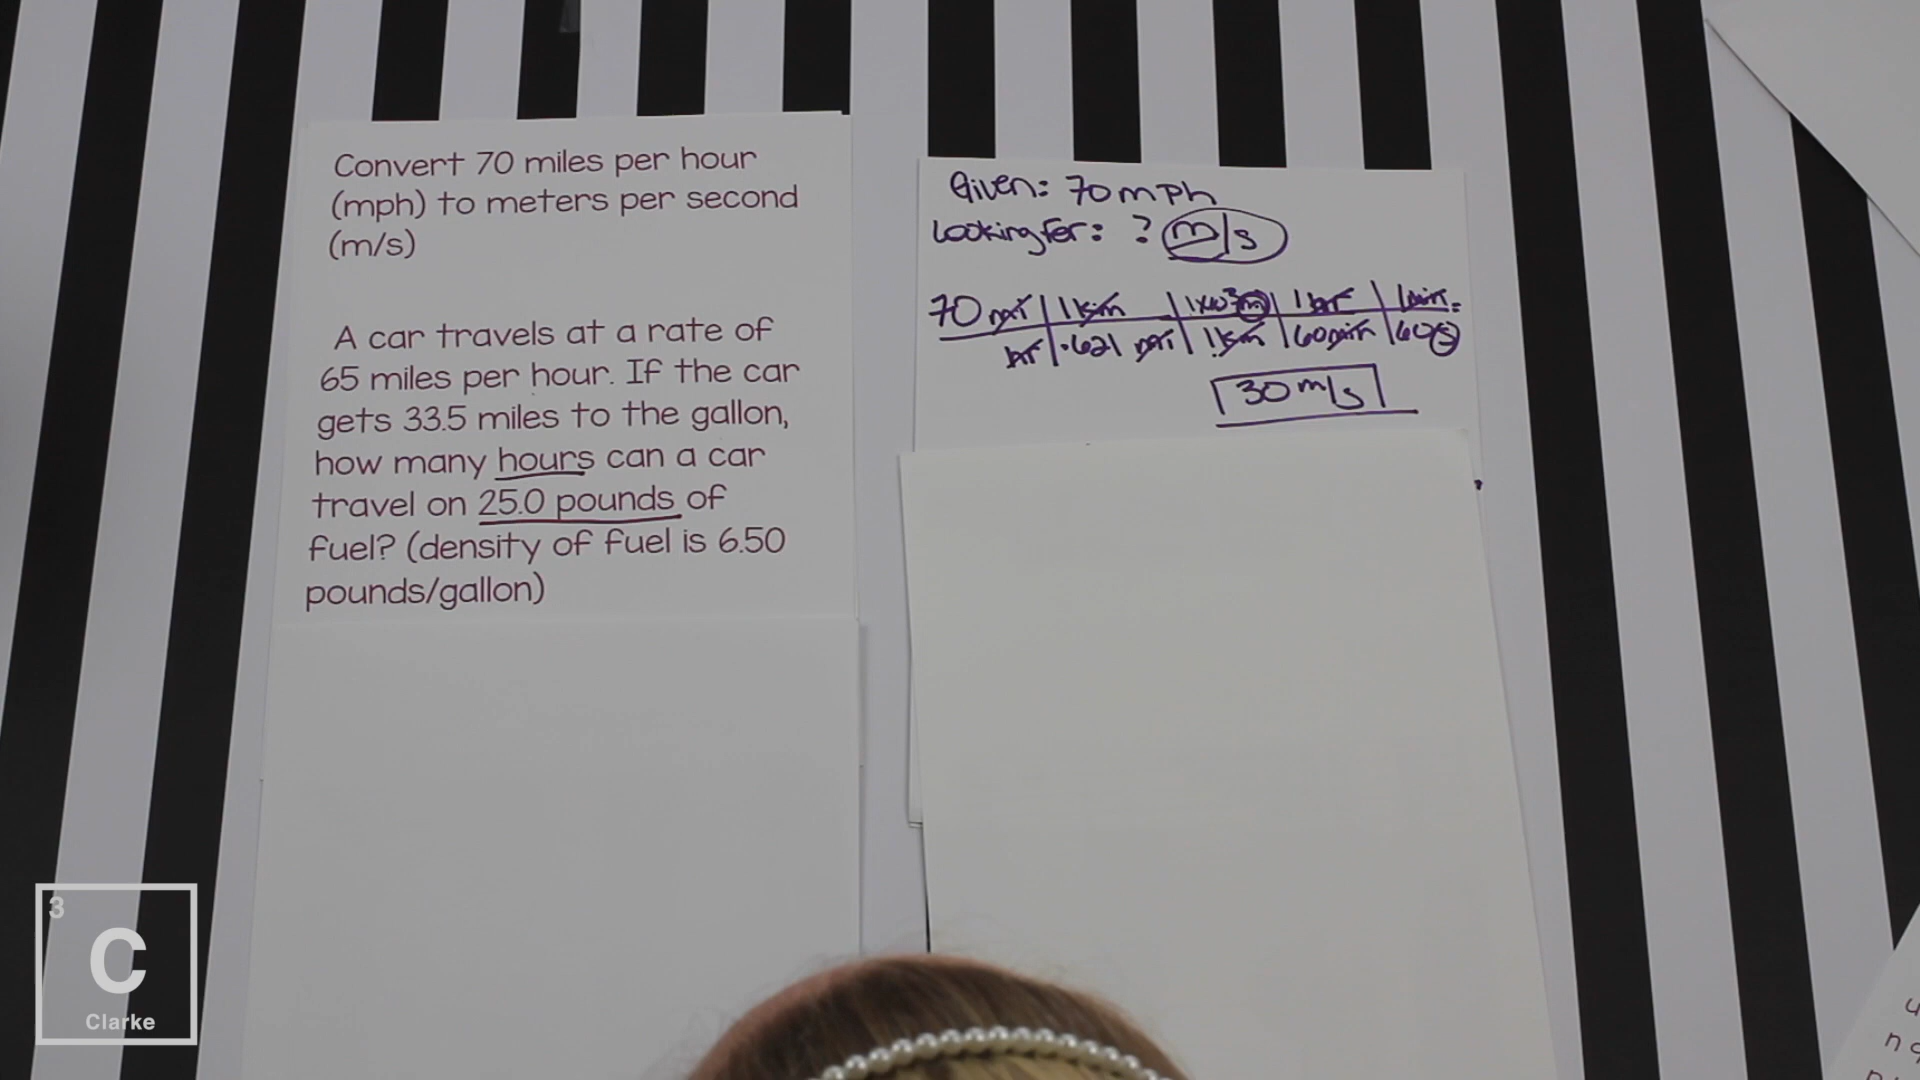 Convert 70 miles per hour
(mph) to meters per second
(m/s)
A car travels at a rate of
65 miles per hour. If the car
gets 33.5 miles to the gallon,
how many hours can a car
travel on 25.0 pounds of
fuel? (density of fuel is 6.50
pounds/gallon)
Given: 70 mph
Looking for: ? m/s
70 mi | 1 km | 1x10³ m | 1 hr | 1 min =
hr | .621 mi | 1 km | 60 min | 60 s
30 m/s
3
C
Clarke